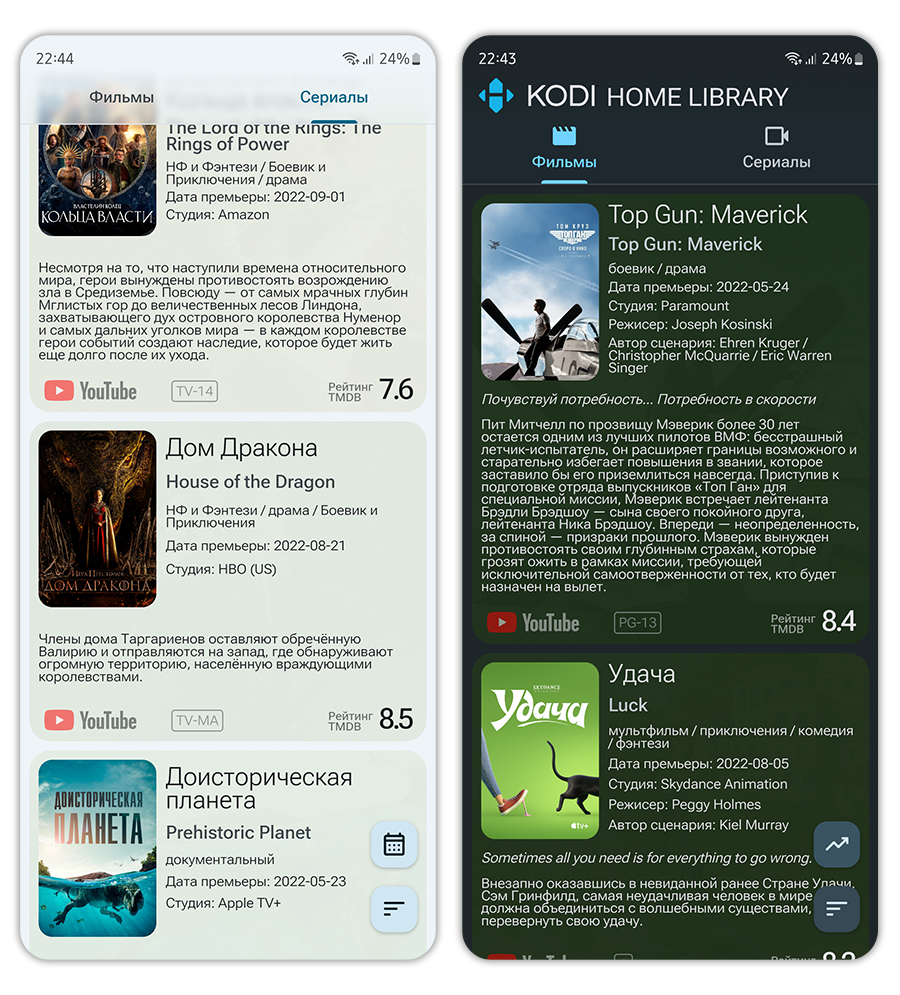 22:44
24%
Фильмы
Сериалы
The Lord of the Rings: The
Rings of Power
НФ и Фэнтези / Боевик и
Приключения / драма
Дата премьеры: 2022-09-01
Студия: Amazon
ВЛАСТЕЛИН КОЛЕЦ
КОЛЬЦА ВЛАСТИ
Несмотря на то, что наступили времена относительного
мира, герои вынуждены противостоять возрождению
зла в Средиземье. Повсюду — от самых мрачных глубин
Мглистых гор до величественных лесов Линдона,
захватывающего дух островного королевства Нуменор
и самых дальних уголков мира — в каждом королевстве
герои событий создают наследие, которое будет жить
еще долго после их ухода.
YouTube
TV-14
Рейтинг
TMDB
7.6
ИГРА ПРЕСТОЛОВ
ДОМ ДРАКОНА
Дом Дракона
House of the Dragon
НФ и Фэнтези / драма / Боевик и
Приключения
Дата премьеры: 2022-08-21
Студия: HBO (US)
Члены дома Таргариенов оставляют обречённую
Валирию и отправляются на запад, где обнаруживают
огромную территорию, населённую враждующими
королевствами.
YouTube
TV-MA
Рейтинг
TMDB
8.5
ДОИСТОРИЧЕСКАЯ
ПЛАНЕТА
Доисторическая
планета
Prehistoric Planet
документальный
Дата премьеры: 2022-05-23
Студия: Apple TV+
22:43
24%
KODI HOME LIBRARY
Фильмы
Сериалы
ТОМ КРУЗ
ТОПГАН
СКОРО В КИНО
Top Gun: Maverick
Top Gun: Maverick
боевик / драма
Дата премьеры: 2022-05-24
Студия: Paramount
Режисер: Joseph Kosinski
Автор сценария: Ehren Kruger /
Christopher McQuarrie / Eric Warren
Singer
Почувствуй потребность... Потребность в скорости
Пит Митчелл по прозвищу Мэверик более 30 лет
остается одним из лучших пилотов ВМФ: бесстрашный
летчик-испытатель, он расширяет границы возможного и
старательно избегает повышения в звании, которое
заставило бы его приземлиться навсегда. Приступив к
подготовке отряда выпускников «Топ Ган» для
специальной миссии, Мэверик встречает лейтенанта
Брэдли Брэдшоу — сына своего покойного друга,
лейтенанта Ника Брэдшоу. Впереди — неопределенность,
за спиной — призраки прошлого. Мэверик вынужден
противостоять своим глубинным страхам, которые
грозят ожить в рамках миссии, требующей
исключительной самоотверженности от тех, кто будет
назначен на вылет.
YouTube
PG-13
Рейтинг
TMDB
8.4
SKYDANCE
Удача
tv+
Удача
Luck
мультфильм / приключения / комедия
/ фэнтези
Дата премьеры: 2022-08-05
Студия: Skydance Animation
Режисер: Peggy Holmes
Автор сценария: Kiel Murray
Sometimes all you need is for everything to go wrong.
Внезапно оказавшись в невиданной ранее Стране Удачи,
Сэм Гринфилд, самая неудачливая человек в мире
должна объединиться с волшебными существами,
перевернуть свою удачу.